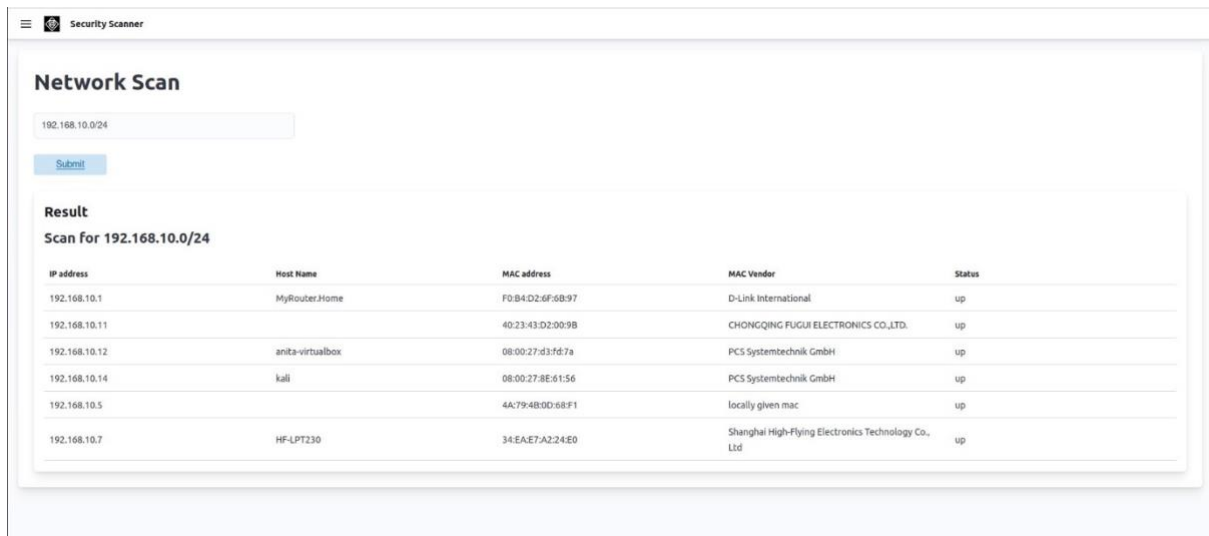 Security Scanner
Network Scan
192.168.10.0/24
Submit
Result
Scan for 192.168.10.0/24
IP address Host Name MAC address MAC Vendor Status
192.168.10.1 MyRouter.Home F0:B4:D2:6F:6B:97 D-Link International up
192.168.10.11 40:23:43:D2:00:9B CHONGQING FUGUI ELECTRONICS CO.,LTD. up
192.168.10.12 anita-virtualbox 08:00:27:d3:fd:7a PCS Systemtechnik GmbH up
192.168.10.14 kali 08:00:27:8E:61:56 PCS Systemtechnik GmbH up
192.168.10.5 4A:79:4B:0D:68:F1 locally given mac up
192.168.10.7 HF-LPT230 34:EA:E7:A2:24:E0 Shanghai High-Flying Electronics Technology Co., up
Ltd